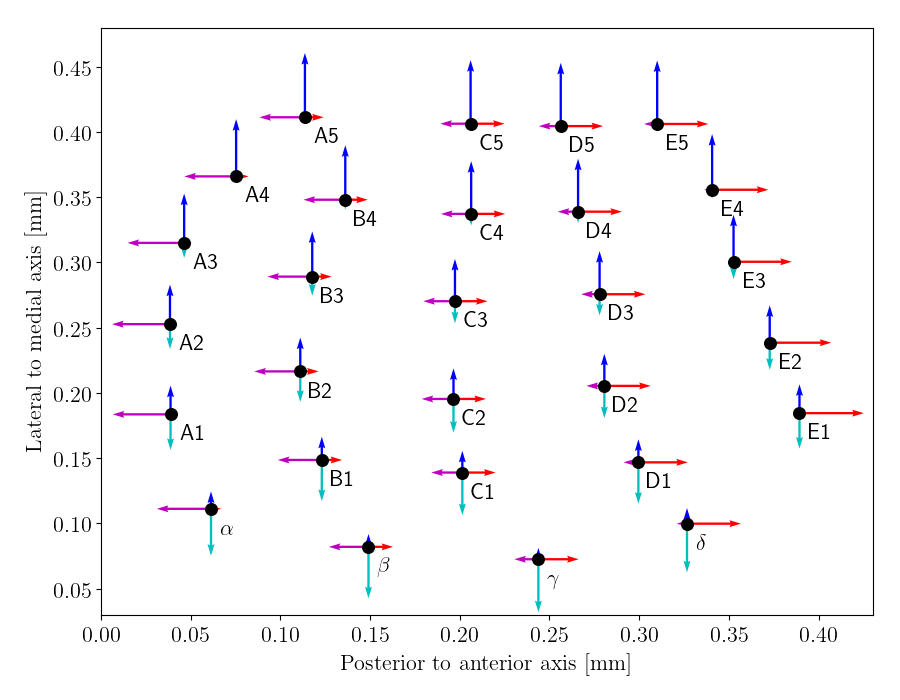 0.45
0.40
0.35
0.30
0.25
0.20
0.15
0.10
0.05
Lateral to medial axis [mm]
A5
C5
D5
E5
A4
B4
C4
D4
E4
A3
B3
C3
D3
E3
A2
B2
C2
D2
E2
A1
B1
C1
D1
E1
α
β
γ
δ
0.00 0.05 0.10 0.15 0.20 0.25 0.30 0.35 0.40
Posterior to anterior axis [mm]